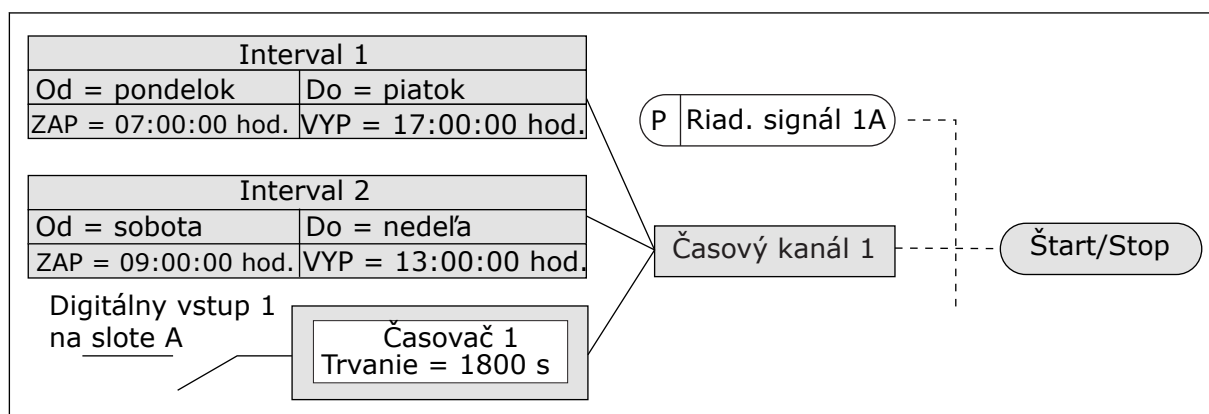 Interval 1
Od = pondelok Do = piatok
ZAP = 07:00:00 hod. VYP = 17:00:00 hod.
P Riad. signál 1A
Interval 2
Od = sobota Do = nedeľa
ZAP = 09:00:00 hod. VYP = 13:00:00 hod.
Časový kanál 1
Štart/Stop
Digitálny vstup 1
na slote A
Časovač 1
Trvanie = 1800 s